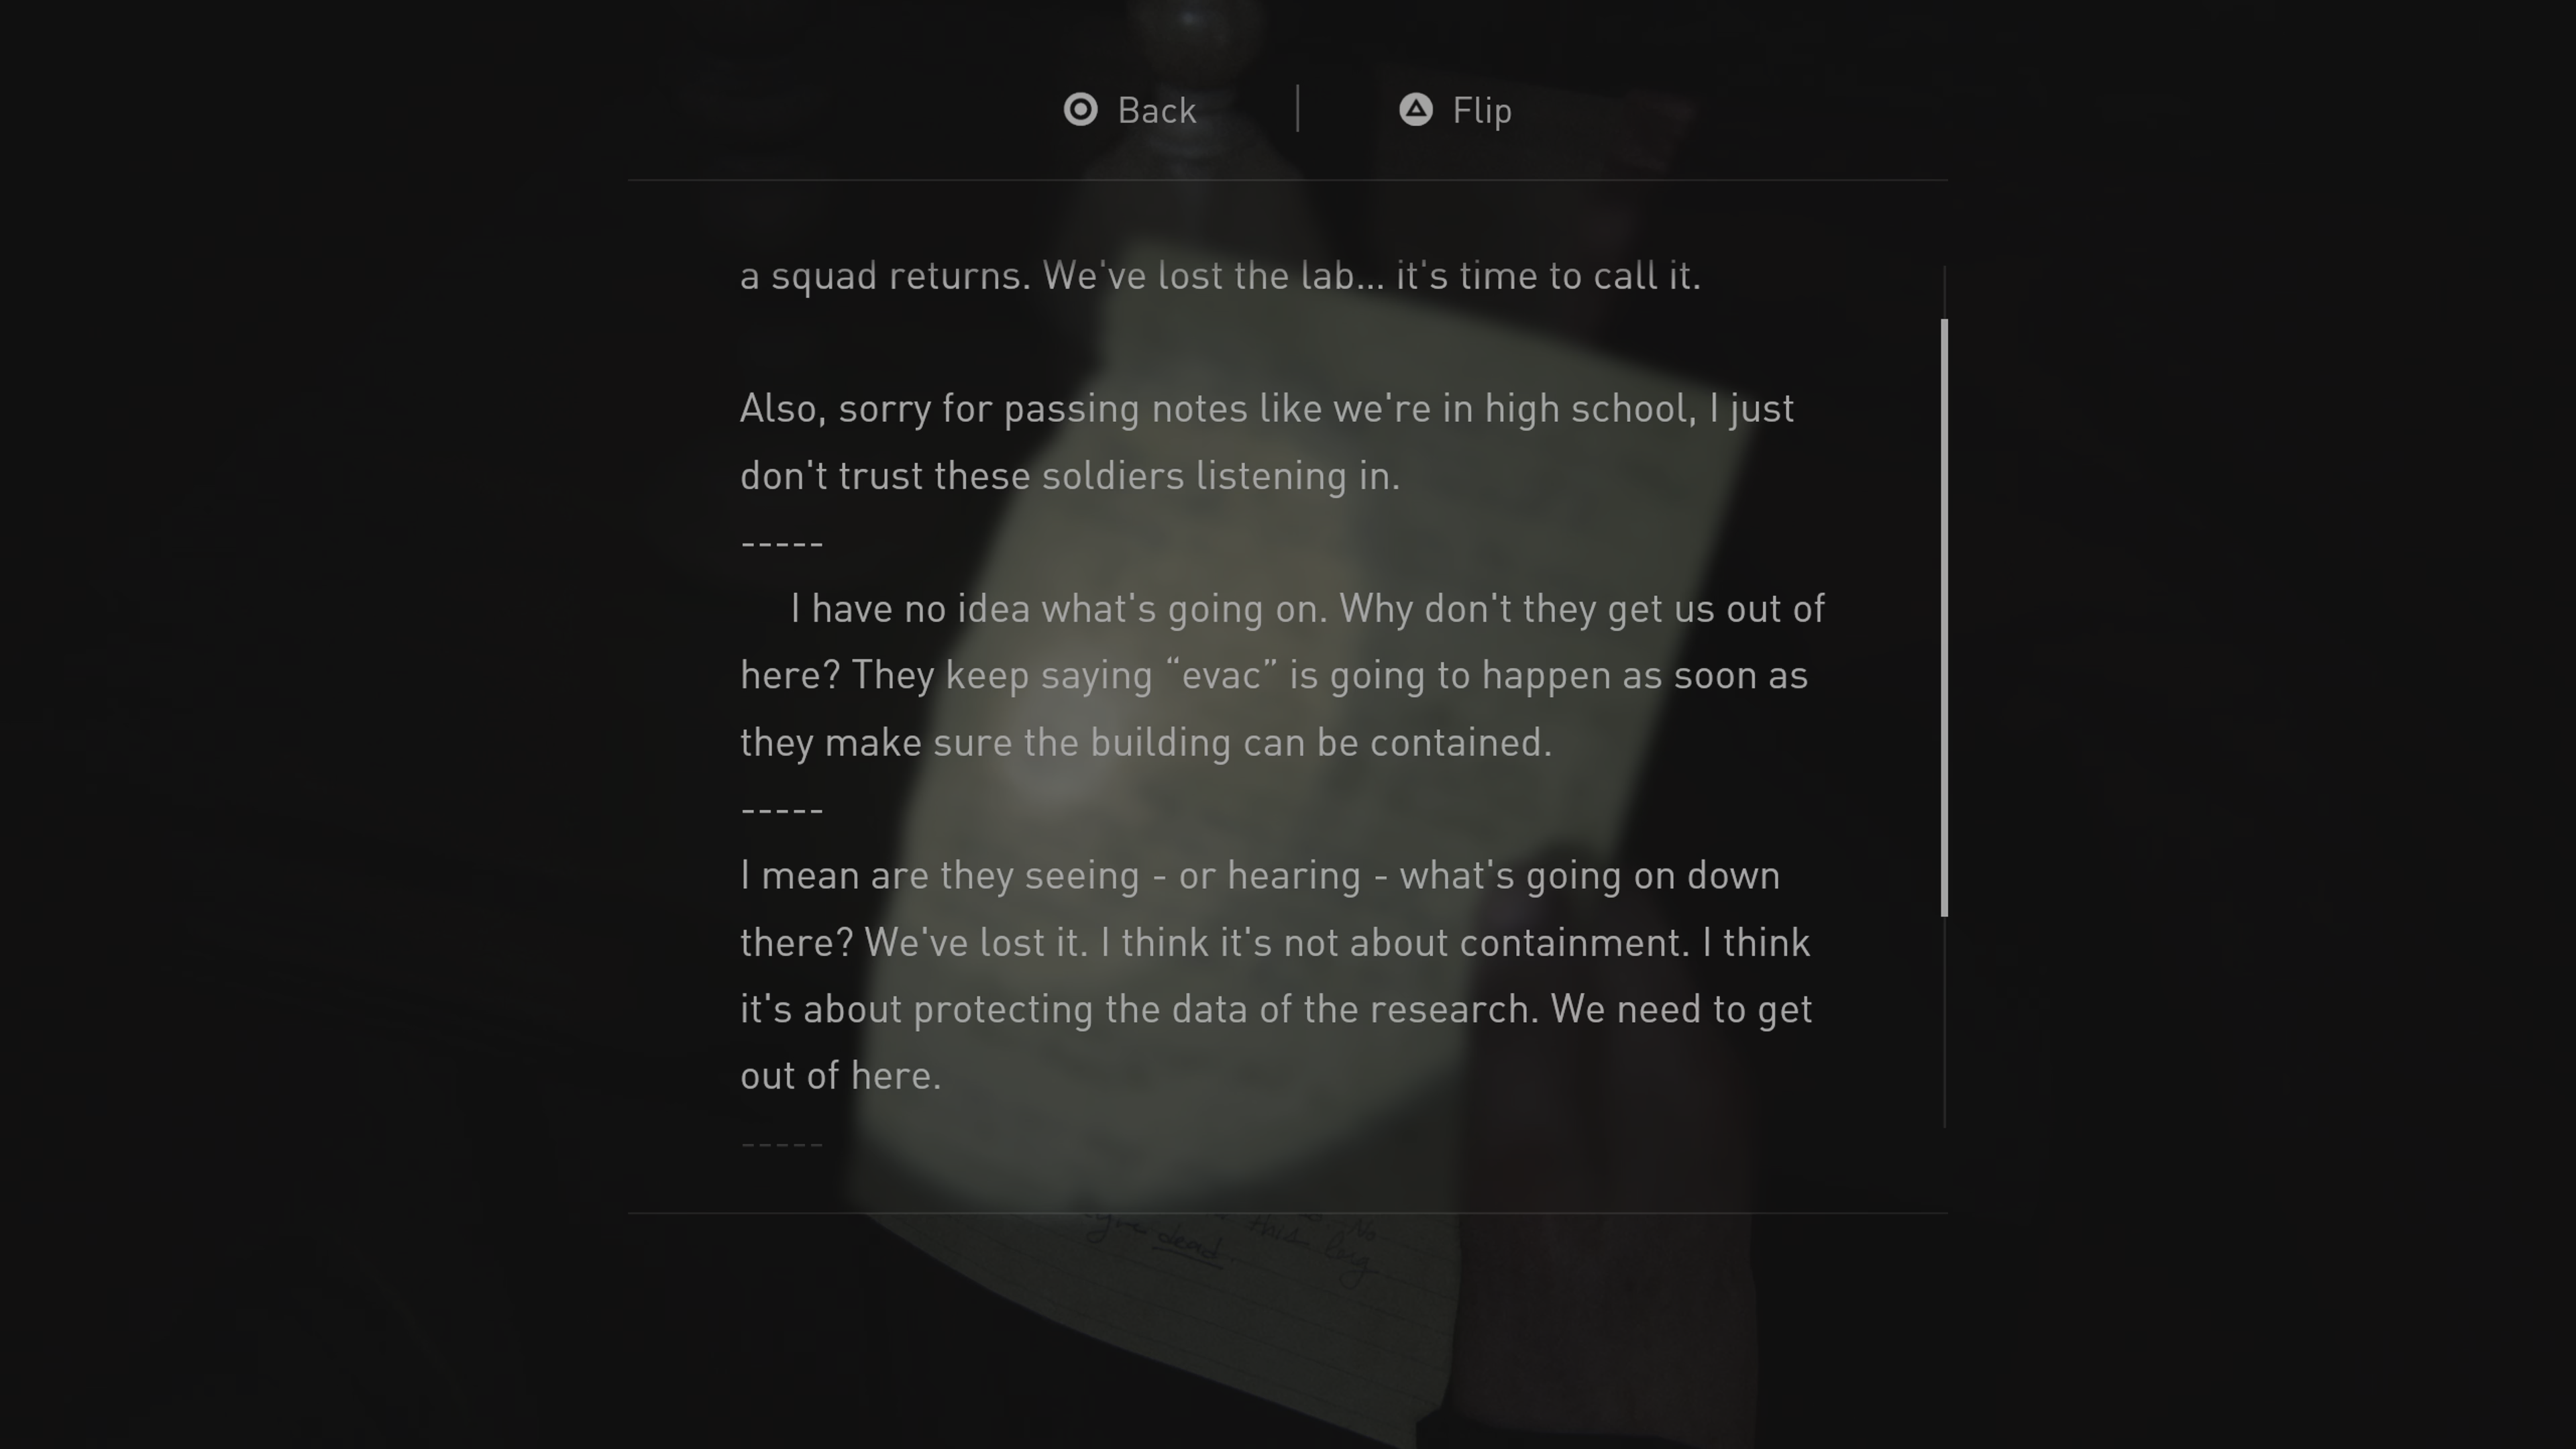 Back
Flip
a squad returns. We've lost the lab... it's time to call it.
Also, sorry for passing notes like we're in high school, I just
don't trust these soldiers listening in.
-----
I have no idea what's going on. Why don't they get us out of
here? They keep saying “evac” is going to happen as soon as
they make sure the building can be contained.
-----
I mean are they seeing - or hearing - what's going on down
there? We've lost it. I think it's not about containment. I think
it's about protecting the data of the research. We need to get
out of here.
-----
No
this bag
dead